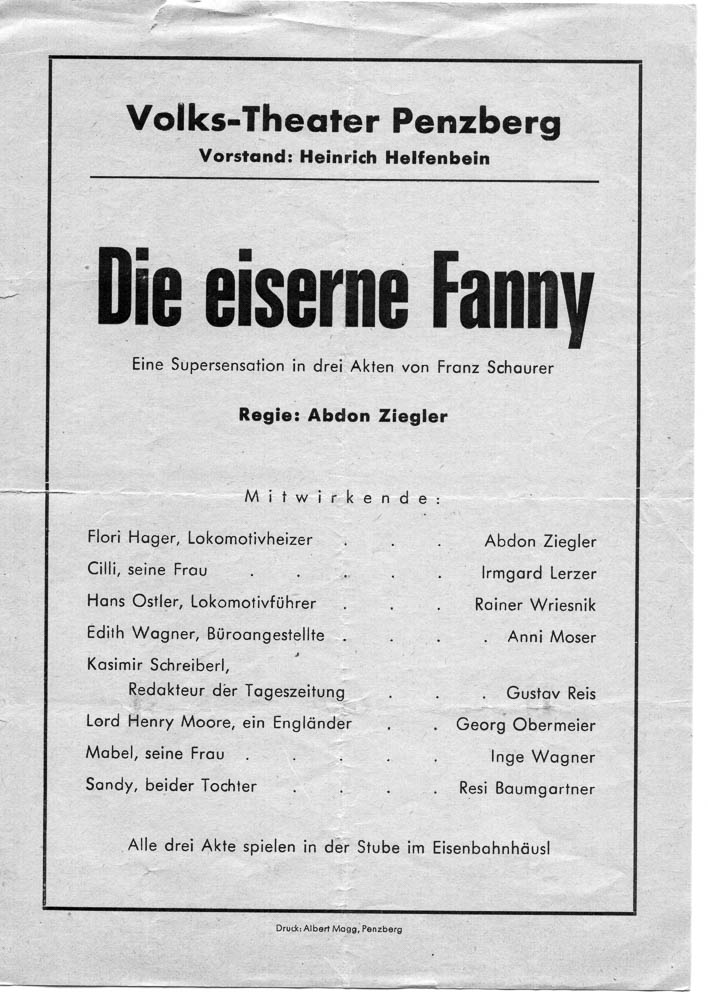 Volks-Theater Penzberg
Vorstand: Heinrich Helfenbein
Die eiserne Fanny
Eine Supersensation in drei Akten von Franz Schaurer
Regie: Abdon Ziegler
Mitwirkende:
Flori Hager, Lokomotivheizer . . . Abdon Ziegler
Cilli, seine Frau . . . . . Irmgard Lerzer
Hans Ostler, Lokomotivführer . . . Rainer Wriesnik
Edith Wagner, Büroangestellte . . . . Anni Moser
Kasimir Schreiberl,
Redakteur der Tageszeitung . . . Gustav Reis
Lord Henry Moore, ein Engländer . . Georg Obermeier
Mabel, seine Frau . . . . . Inge Wagner
Sandy, beider Tochter . . . . Resi Baumgartner
Alle drei Akte spielen in der Stube im Eisenbahnhäusl
Druck: Albert Magg, Penzberg